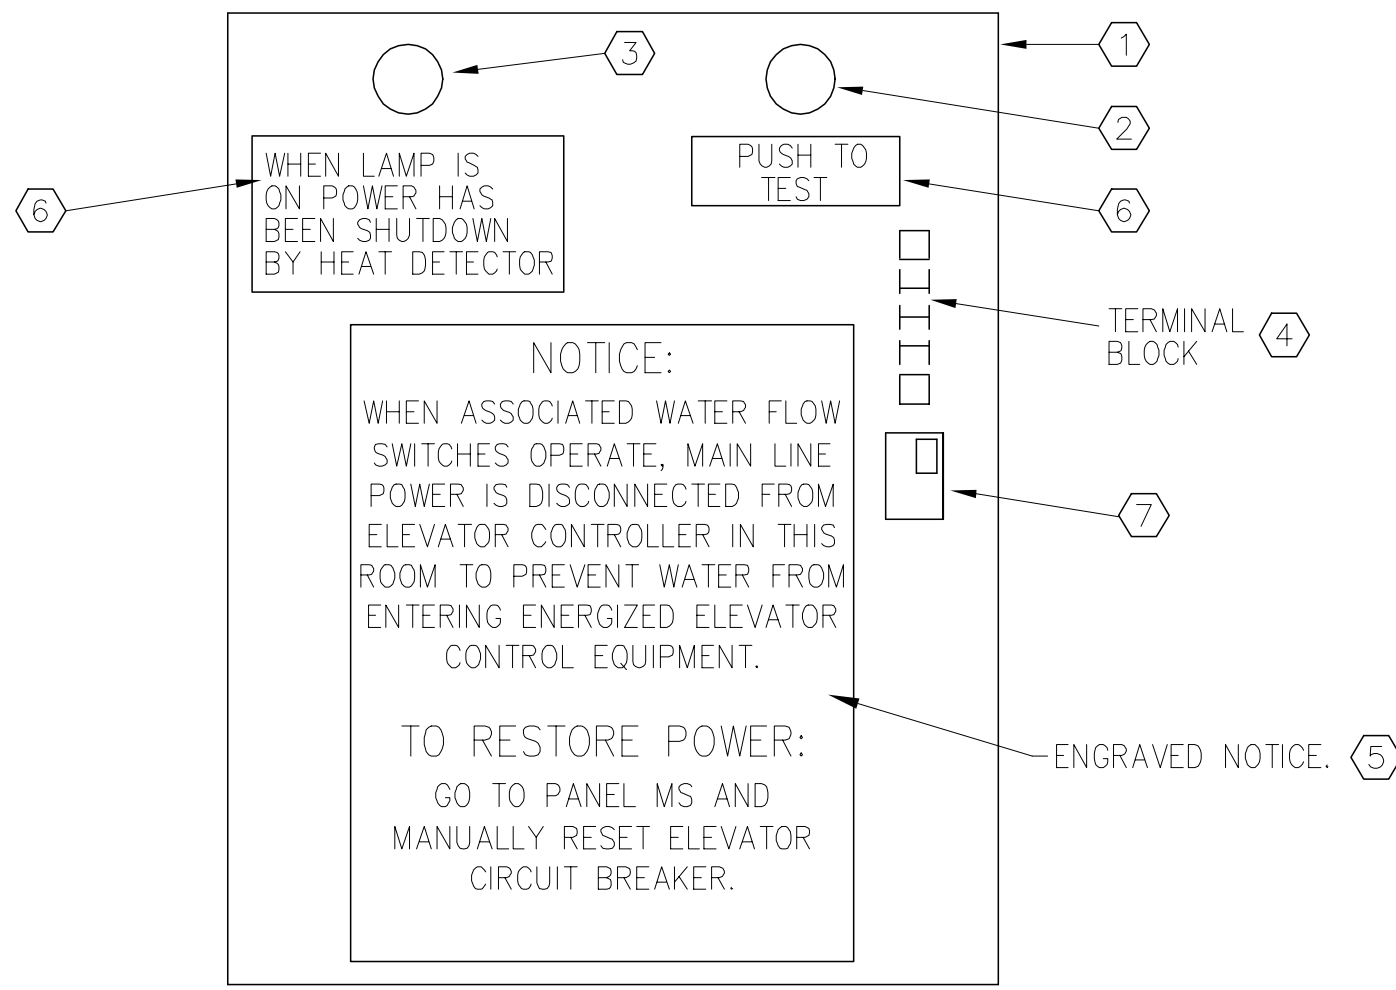 3
1
2
WHEN LAMP IS
ON POWER HAS
BEEN SHUTDOWN
BY HEAT DETECTOR
6
PUSH TO
TEST
6
TERMINAL
BLOCK
4
NOTICE:
WHEN ASSOCIATED WATER FLOW
SWITCHES OPERATE, MAIN LINE
POWER IS DISCONNECTED FROM
ELEVATOR CONTROLLER IN THIS
ROOM TO PREVENT WATER FROM
ENTERING ENERGIZED ELEVATOR
CONTROL EQUIPMENT.
7
TO RESTORE POWER:
GO TO PANEL MS AND
MANUALLY RESET ELEVATOR
CIRCUIT BREAKER.
ENGRAVED NOTICE.
5